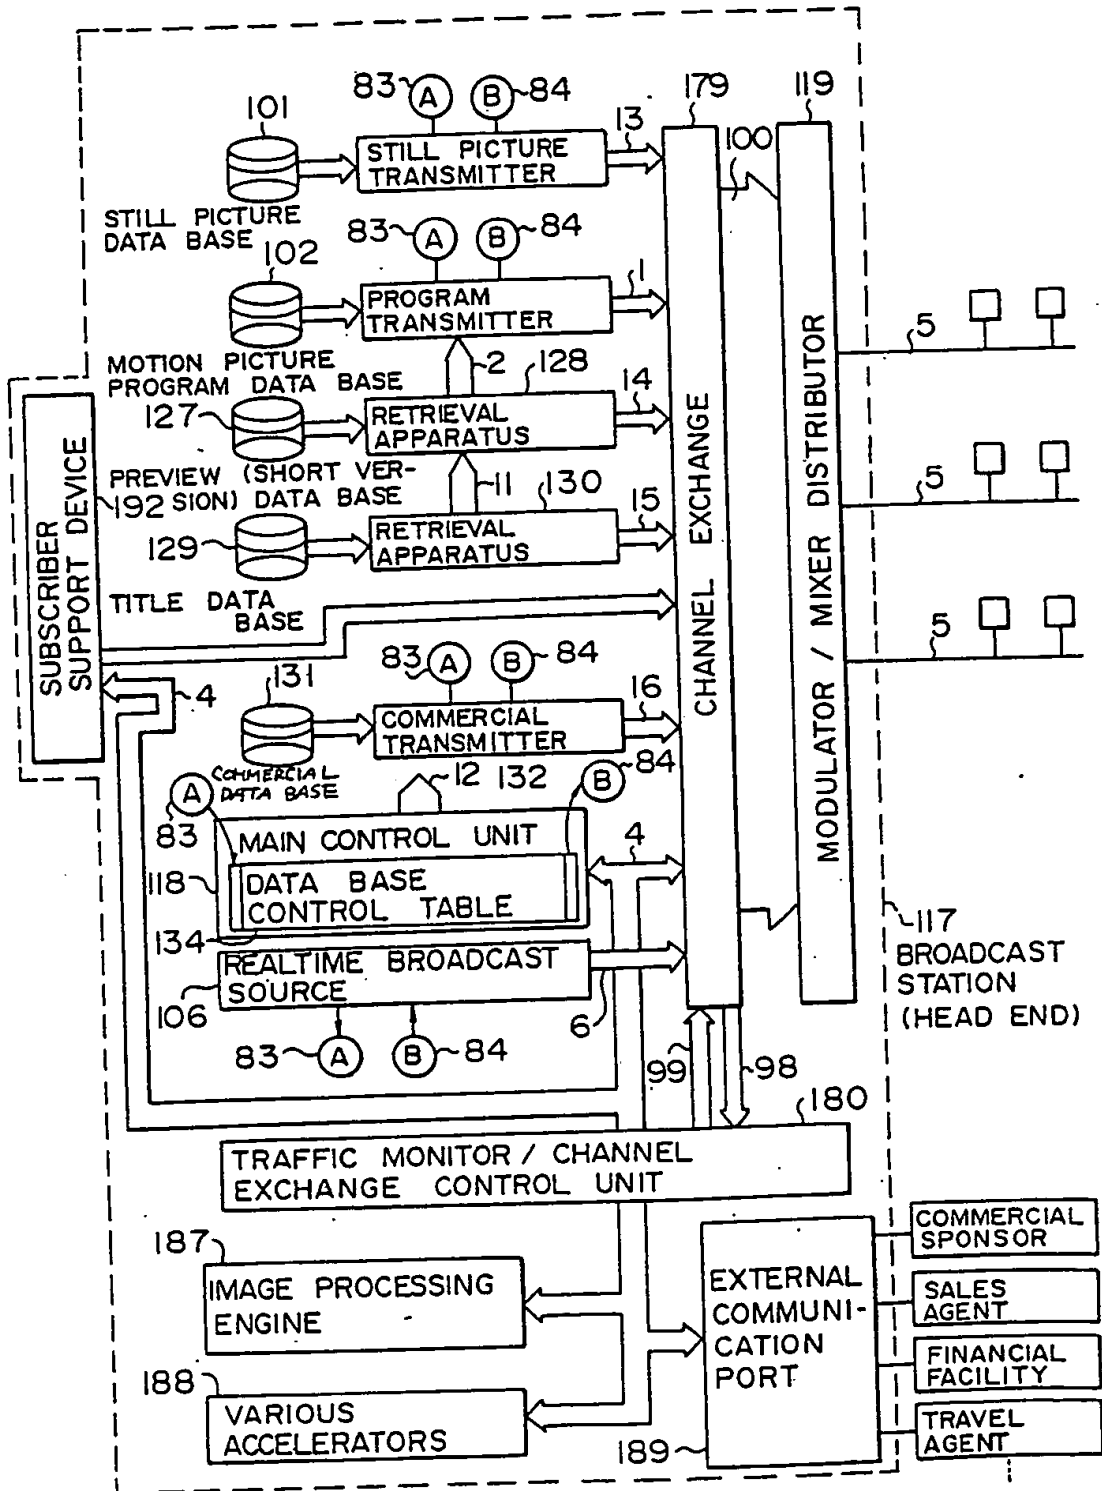 83 A B 84
179
119
101
13
100
STILL PICTURE
TRANSMITTER
STILL PICTURE
DATA BASE
83 A B 84
102
1
PROGRAM
TRANSMITTER
MOTION PICTURE
PROGRAM DATA BASE
2
128
127
14
RETRIEVAL
APPARATUS
PREVIEW (SHORT VER-
SION) DATA BASE
192
11
130
129
15
RETRIEVAL
APPARATUS
TITLE DATA
BASE
SUBSCRIBER
SUPPORT DEVICE
CHANNEL EXCHANGE
MODULATOR / MIXER DISTRIBUTOR
5
5
5
83 A B 84
4
131
16
COMMERCIAL
TRANSMITTER
COMMERCIAL
DATA BASE
12
132
B 84
A
83
MAIN CONTROL UNIT
118
DATA BASE
CONTROL TABLE
134
4
REALTIME BROADCAST
SOURCE
106
6
83 A B 84
99
98
117
BROADCAST
STATION
(HEAD END)
180
TRAFFIC MONITOR / CHANNEL
EXCHANGE CONTROL UNIT
187
IMAGE PROCESSING
ENGINE
188
VARIOUS
ACCELERATORS
EXTERNAL
COMMUNI-
CATION
PORT
189
COMMERCIAL
SPONSOR
SALES
AGENT
FINANCIAL
FACILITY
TRAVEL
AGENT